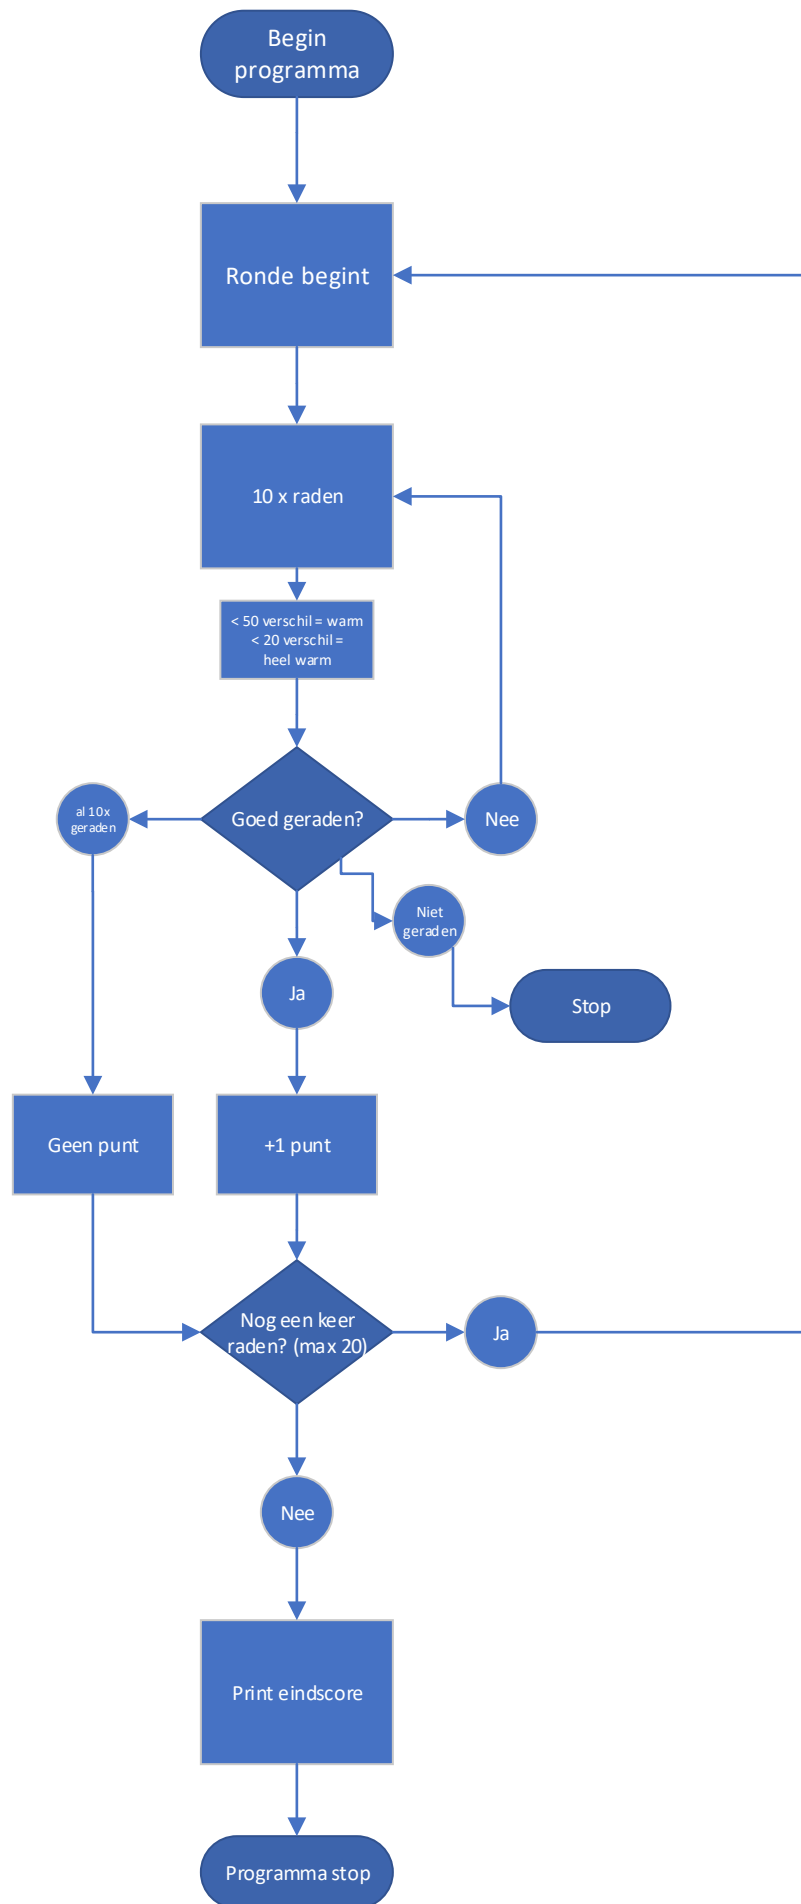 Begin
programma
Ronde begint
10 x raden
< 50 verschil = warm
< 20 verschil =
heel warm
Goed geraden?
al 10x
geraden
Nee
Niet
geraden
Ja
Stop
Geen punt
+1 punt
Nog een keer
raden? (max 20)
Ja
Nee
Print eindscore
Programma stop